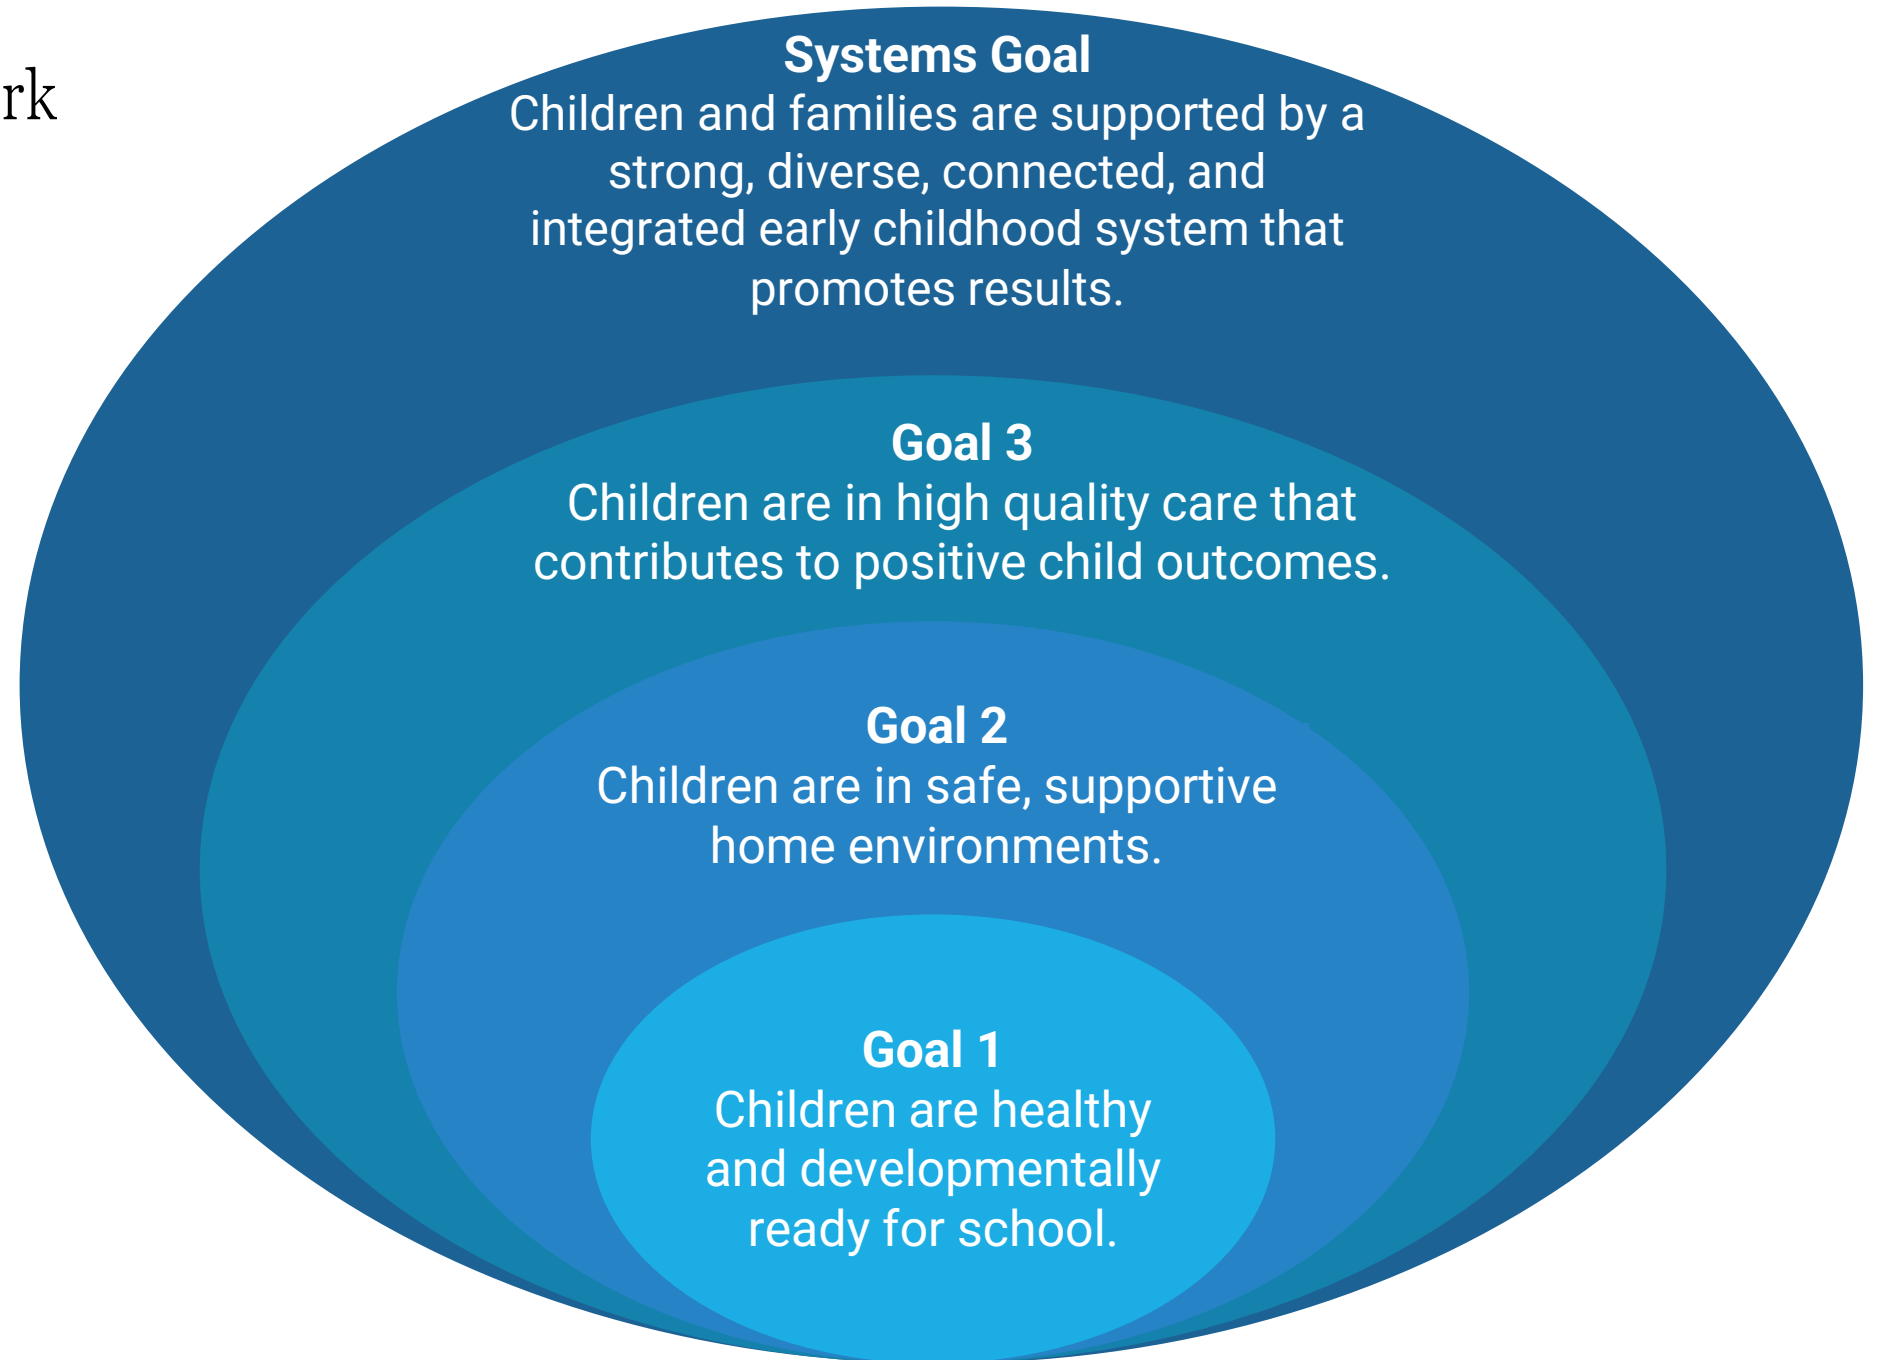 rk
Systems Goal
Children and families are supported by a
strong, diverse, connected, and
integrated early childhood system that
promotes results.
Goal 3
Children are in high quality care that
contributes to positive child outcomes.
Goal 2
Children are in safe, supportive
home environments.
Goal 1
Children are healthy
and developmentally
ready for school.